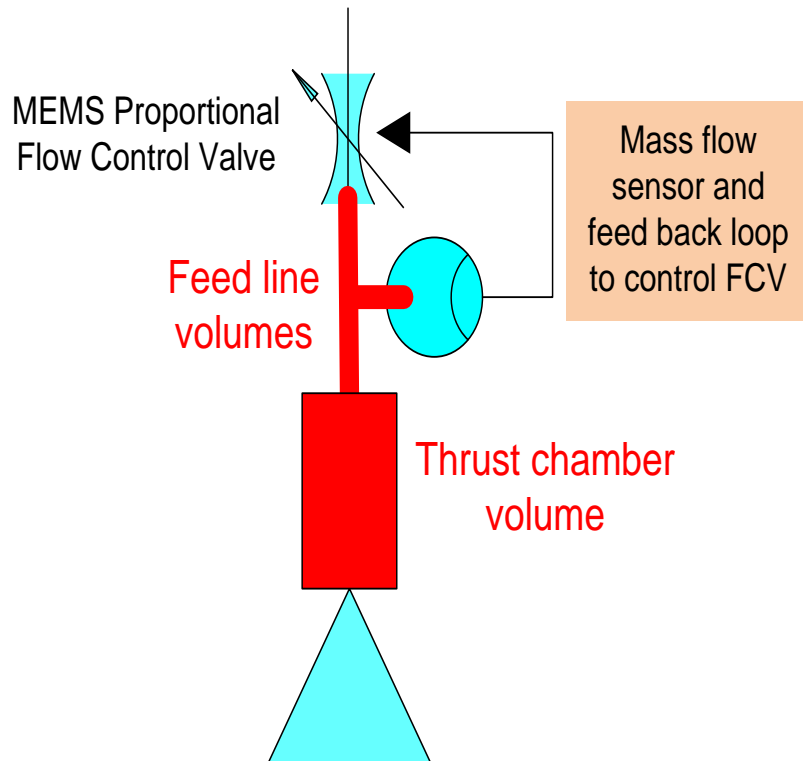 MEMS Proportional
Flow Control Valve
Mass flow
sensor and
feed back loop
to control FCV
Feed line
volumes
Thrust chamber
volume